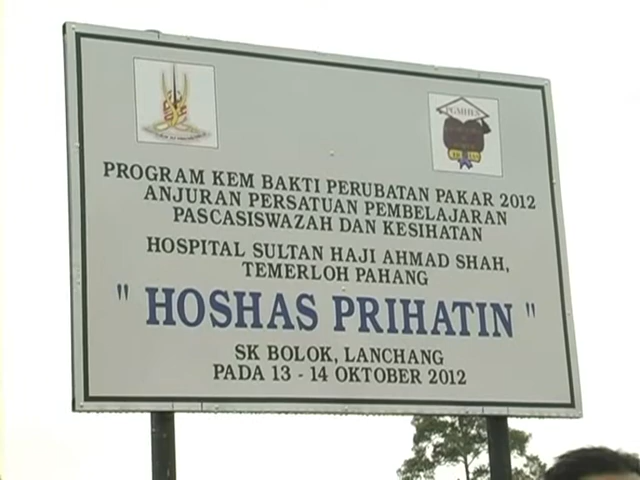 PROGRAM KEM BAKTI PERUBATAN PAKAR 2012
ANJURAN PERSATUAN PEMBELAJARAN
PASCASISWAZAH DAN KESIHATAN
HOSPITAL SULTAN HAJI AHMAD SHAH,
TEMERLOH PAHANG
" HOSHAS PRIHATIN "
SK BOLOK, LANCHANG
PADA 13 - 14 OKTOBER 2012